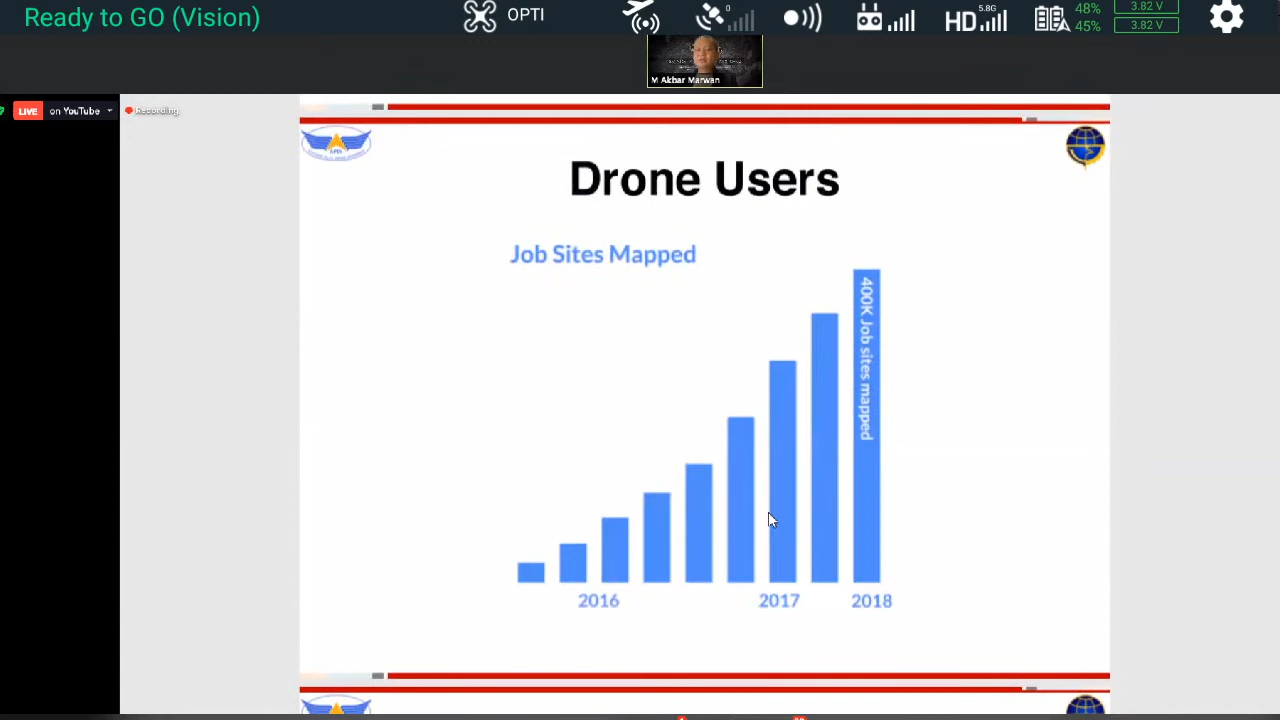 Ready to GO (Vision)
OPTI
0
HD
5.8G
48%
45%
3.82 V
3.82 V
M Akbar Marwan
LIVE on YouTube
Recording
Drone Users
Job Sites Mapped
400K Job sites mapped
2016
2017
2018